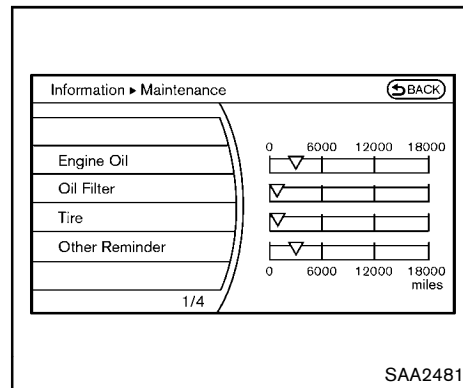 Information ▸ Maintenance BACK
0 6000 12000 18000
Engine Oil
Oil Filter
Tire
Other Reminder
0 6000 12000 18000
miles
1/4
SAA2481